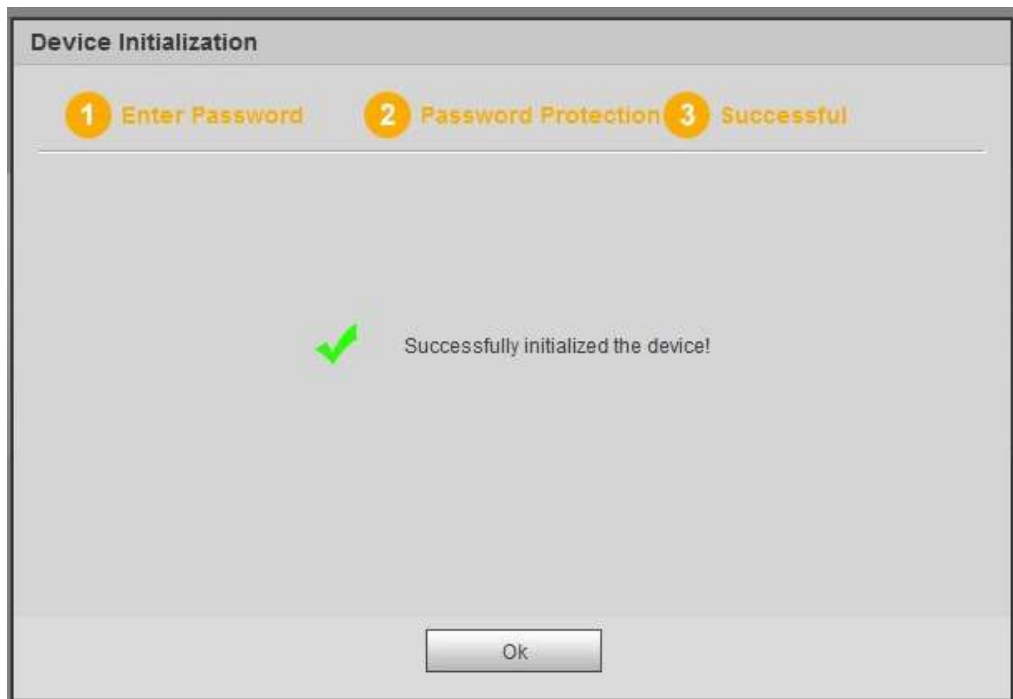 Device Initialization
1 Enter Password 2 Password Protection 3 Successful
Successfully initialized the device!
Ok